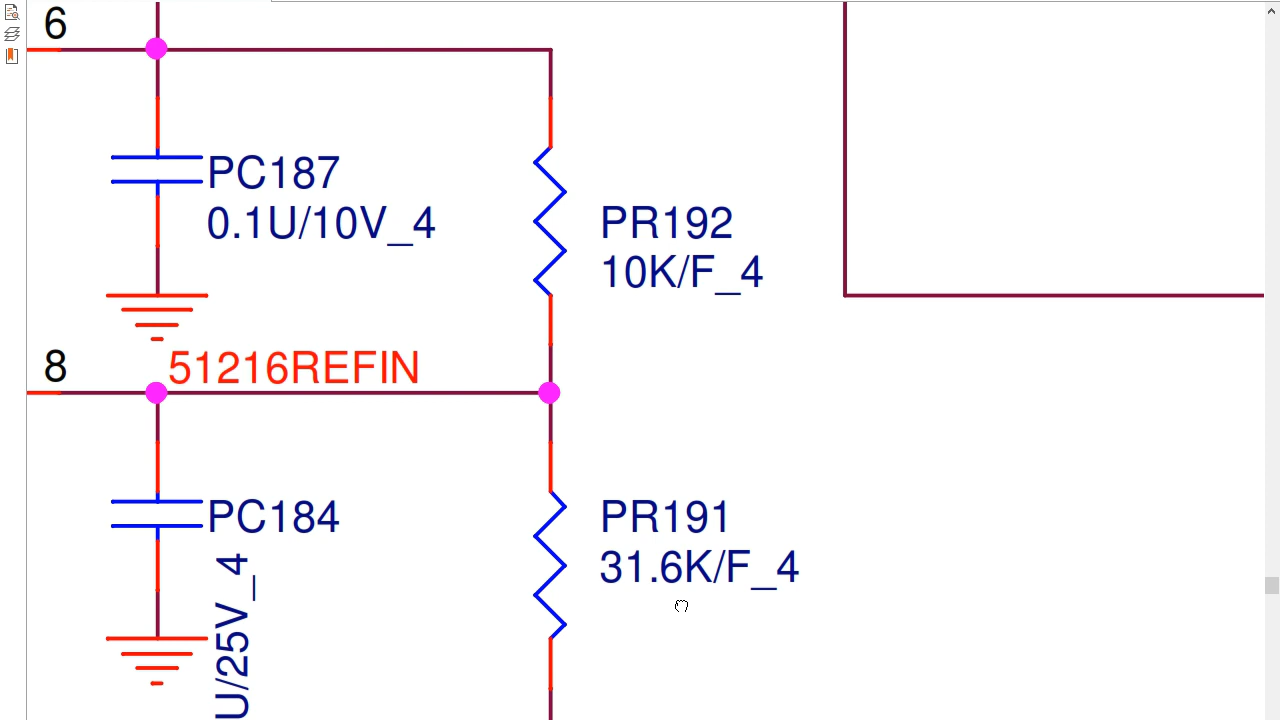 6
PC187
0.1U/10V_4
PR192
10K/F_4
8
51216REFIN
PC184
U/25V_4
PR191
31.6K/F_4